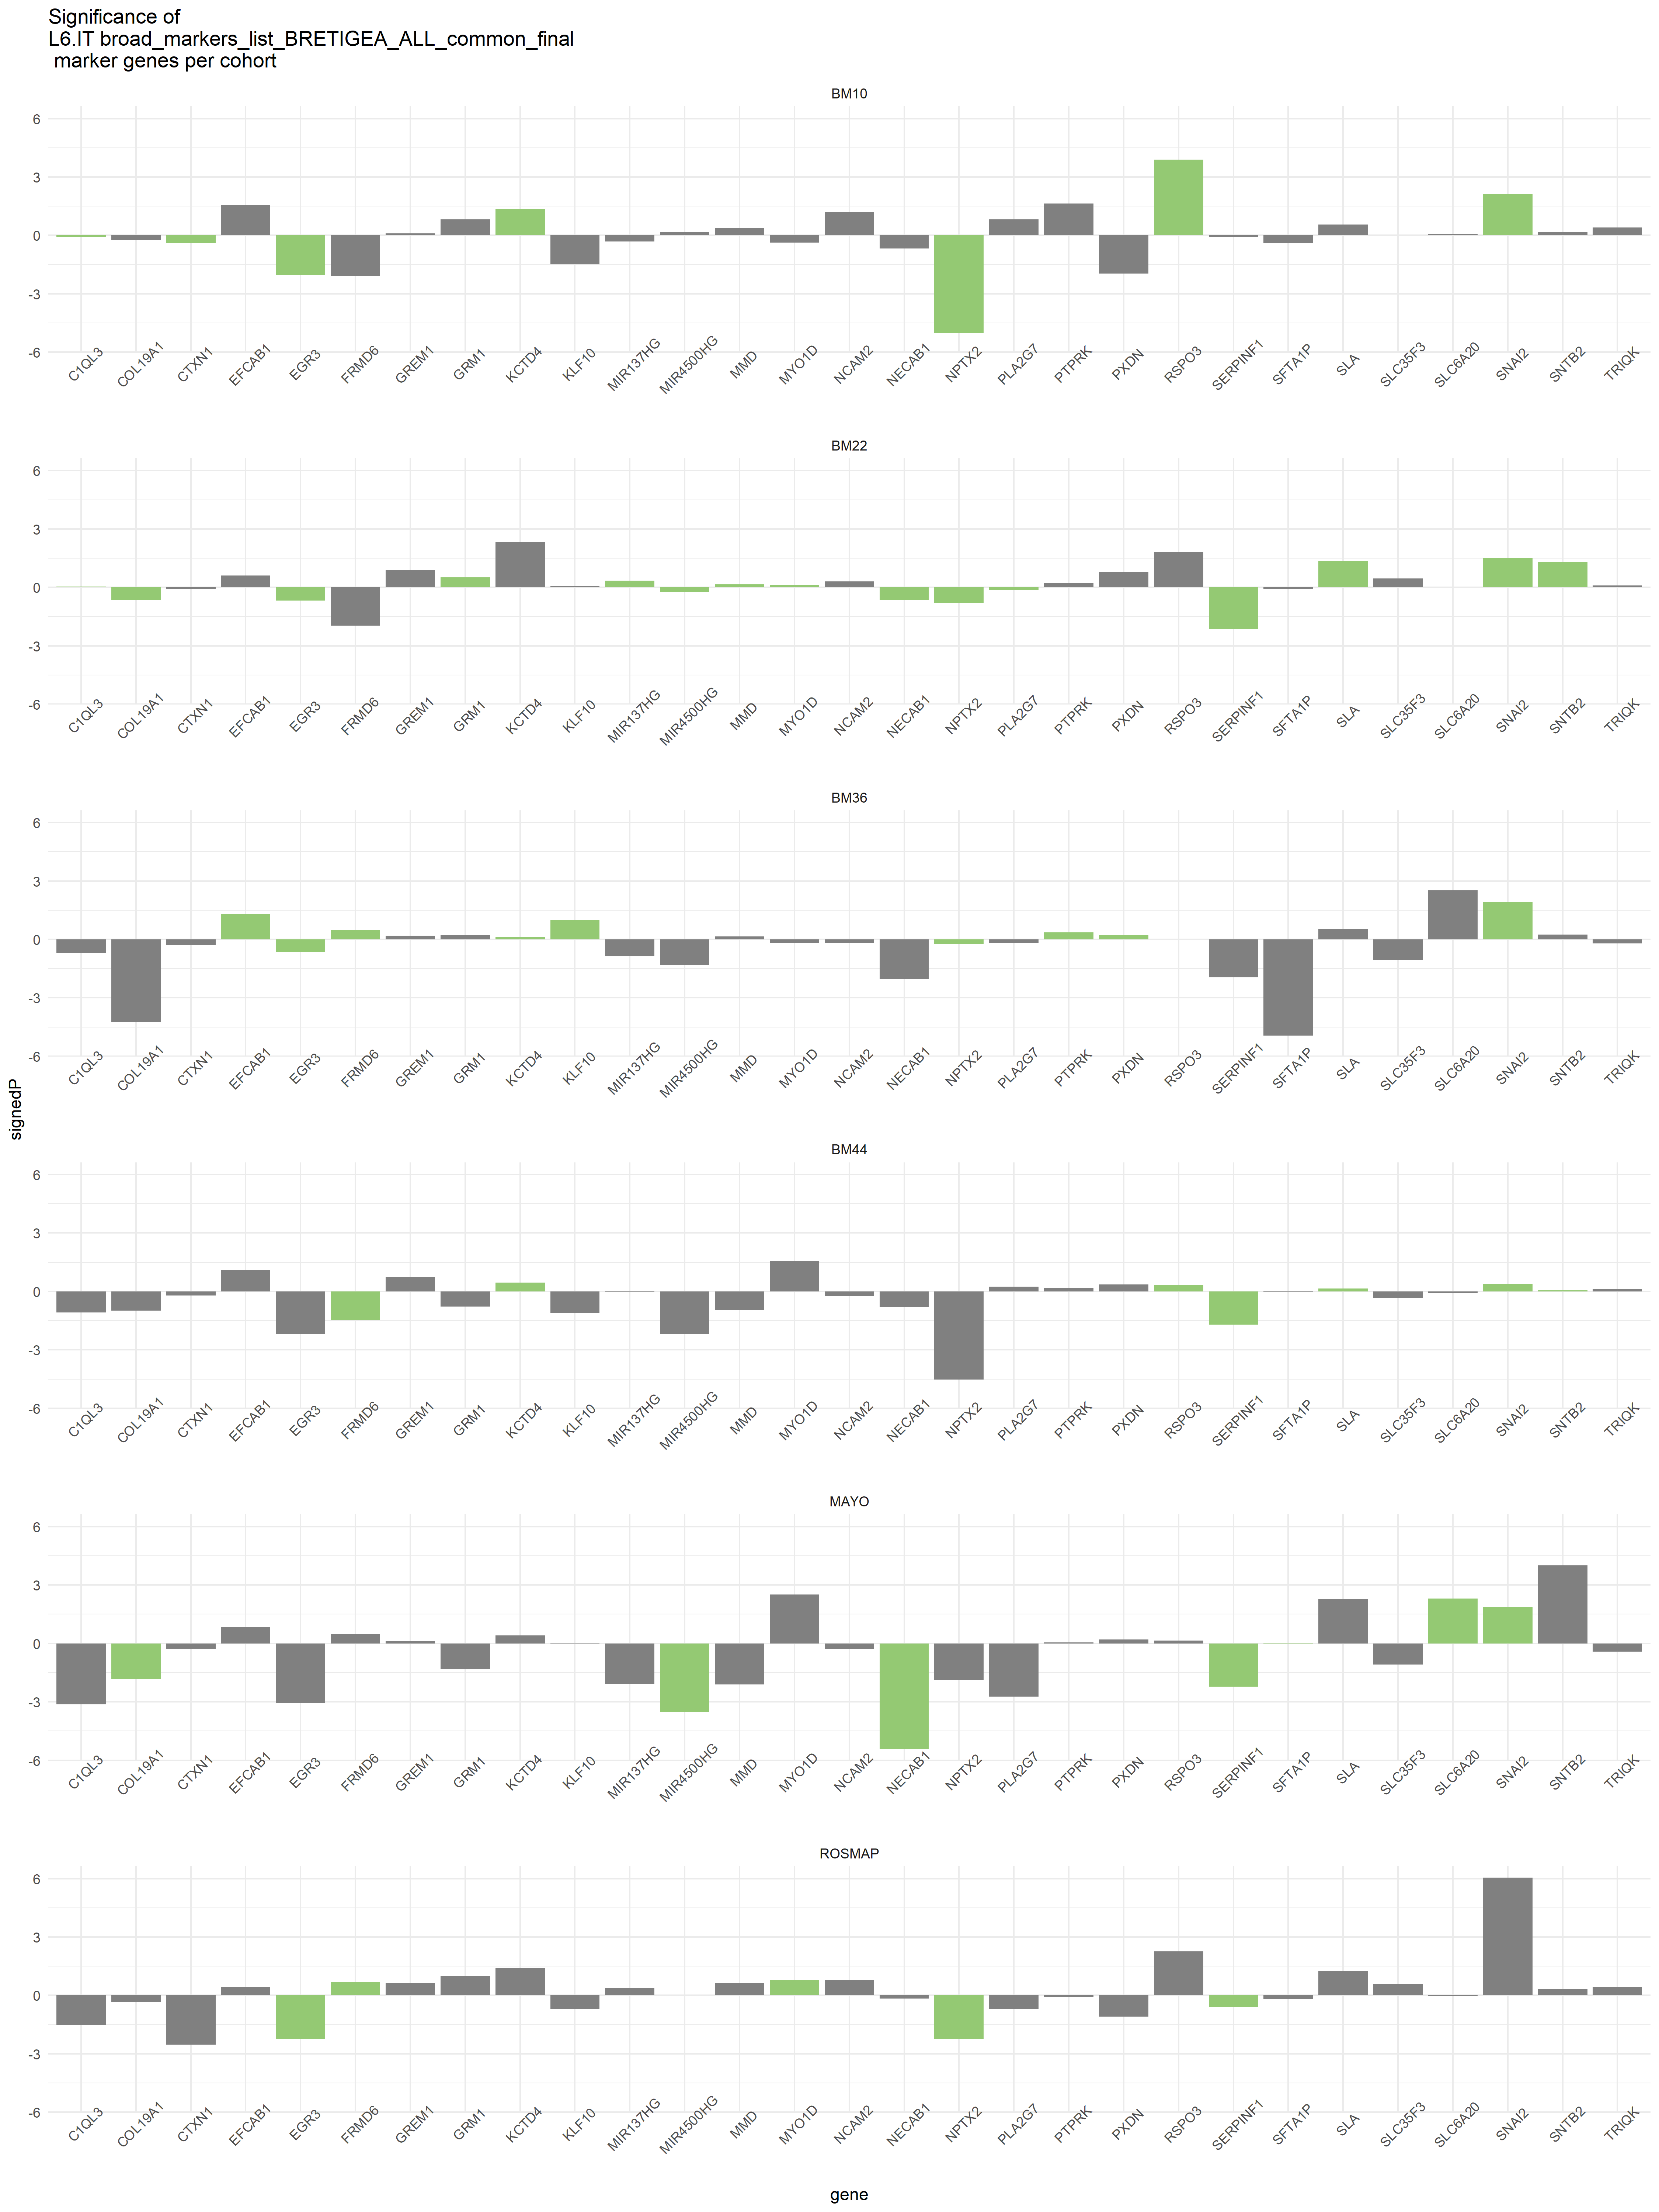 Significance of
L6.IT broad_markers_list_BRETIGEA_ALL_common_final
marker genes per cohort
signedP
BM10
6
3
0
-3
-6
C1QL3 COL19A1 CTXN1 EFCAB1 EGR3 FRMD6 GREM1 GRM1 KCTD4 KLF10 MIR137HG MIR4500HG MMD MYO1D NCAM2 NECAB1 NPTX2 PLA2G7 PTPRK PXDN RSPO3 SERPINF1 SFTA1P SLA SLC35F3 SLC6A20 SNAI2 SNTB2 TRIQK
BM22
6
3
0
-3
-6
C1QL3 COL19A1 CTXN1 EFCAB1 EGR3 FRMD6 GREM1 GRM1 KCTD4 KLF10 MIR137HG MIR4500HG MMD MYO1D NCAM2 NECAB1 NPTX2 PLA2G7 PTPRK PXDN RSPO3 SERPINF1 SFTA1P SLA SLC35F3 SLC6A20 SNAI2 SNTB2 TRIQK
BM36
6
3
0
-3
-6
C1QL3 COL19A1 CTXN1 EFCAB1 EGR3 FRMD6 GREM1 GRM1 KCTD4 KLF10 MIR137HG MIR4500HG MMD MYO1D NCAM2 NECAB1 NPTX2 PLA2G7 PTPRK PXDN RSPO3 SERPINF1 SFTA1P SLA SLC35F3 SLC6A20 SNAI2 SNTB2 TRIQK
BM44
6
3
0
-3
-6
C1QL3 COL19A1 CTXN1 EFCAB1 EGR3 FRMD6 GREM1 GRM1 KCTD4 KLF10 MIR137HG MIR4500HG MMD MYO1D NCAM2 NECAB1 NPTX2 PLA2G7 PTPRK PXDN RSPO3 SERPINF1 SFTA1P SLA SLC35F3 SLC6A20 SNAI2 SNTB2 TRIQK
MAYO
6
3
0
-3
-6
C1QL3 COL19A1 CTXN1 EFCAB1 EGR3 FRMD6 GREM1 GRM1 KCTD4 KLF10 MIR137HG MIR4500HG MMD MYO1D NCAM2 NECAB1 NPTX2 PLA2G7 PTPRK PXDN RSPO3 SERPINF1 SFTA1P SLA SLC35F3 SLC6A20 SNAI2 SNTB2 TRIQK
ROSMAP
6
3
0
-3
-6
C1QL3 COL19A1 CTXN1 EFCAB1 EGR3 FRMD6 GREM1 GRM1 KCTD4 KLF10 MIR137HG MIR4500HG MMD MYO1D NCAM2 NECAB1 NPTX2 PLA2G7 PTPRK PXDN RSPO3 SERPINF1 SFTA1P SLA SLC35F3 SLC6A20 SNAI2 SNTB2 TRIQK
gene